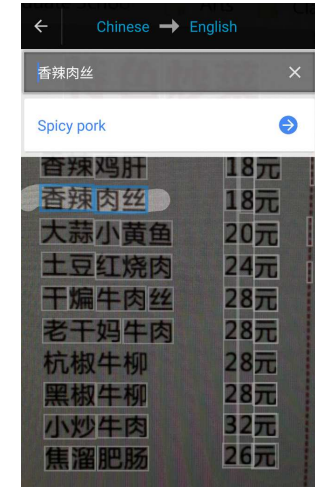 Chinese → English
香辣肉丝 ×
Spicy pork
香辣鸡肝 18元
香辣肉丝 18元
大蒜小黄鱼 20元
土豆红烧肉 24元
干煸牛肉丝 28元
老干妈牛肉 28元
杭椒牛柳 28元
黑椒牛柳 28元
小炒牛肉 32元
焦溜肥肠 26元